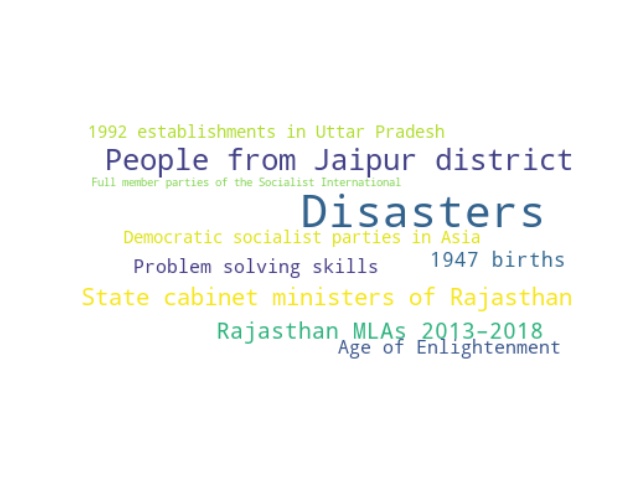 1992 establishments in Uttar Pradesh
People from Jaipur district
Full member parties of the Socialist International
Disasters
Democratic socialist parties in Asia
1947 births
Problem solving skills
State cabinet ministers of Rajasthan
Rajasthan MLAs 2013–2018
Age of Enlightenment